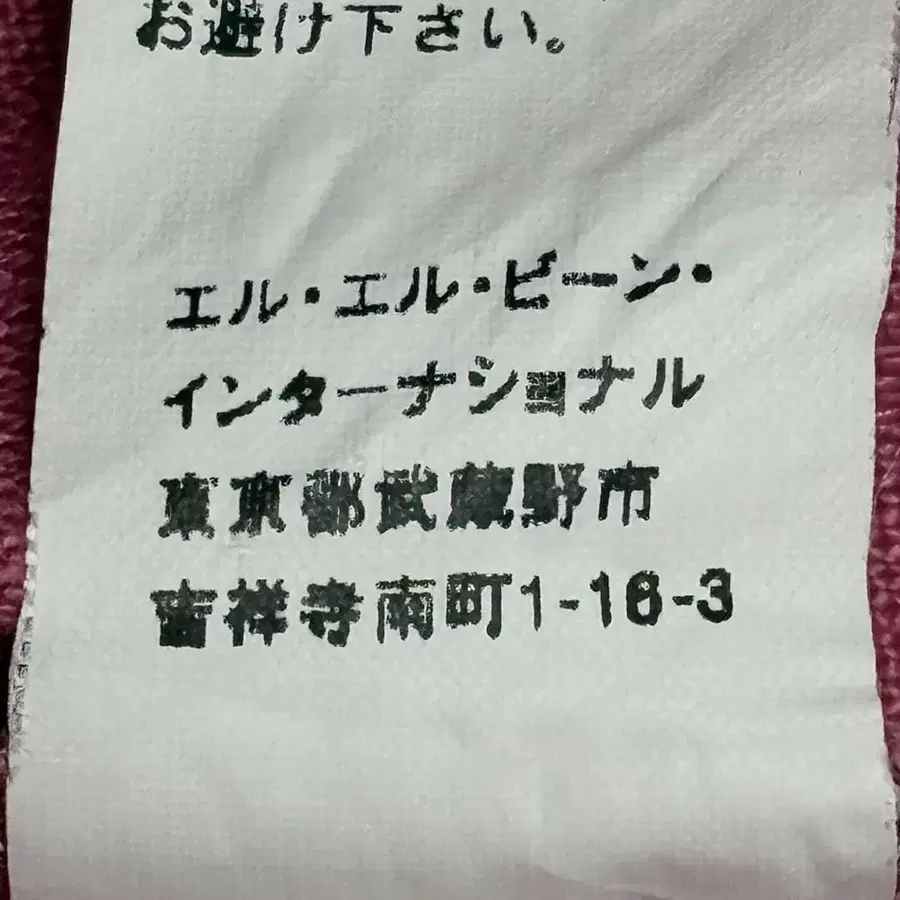 お避け下さい。
エル・エル・ビーン・
インターナショナル
東京都武蔵野市
吉祥寺南町1-16-3